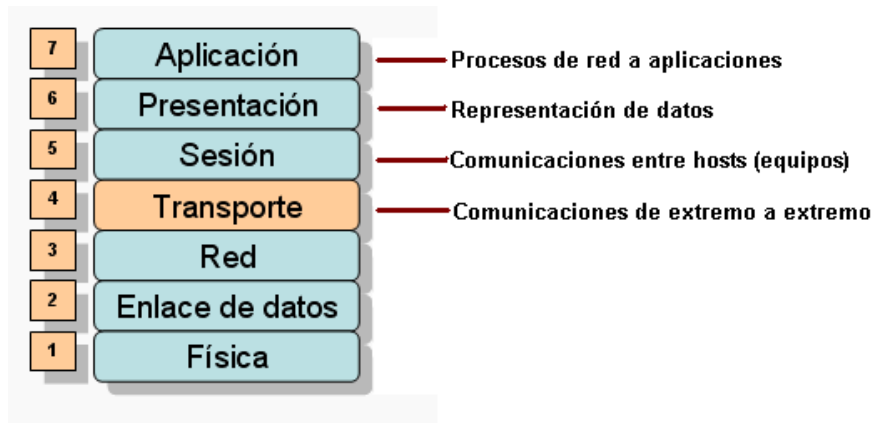 7 Aplicación Procesos de red a aplicaciones
6 Presentación Representación de datos
5 Sesión Comunicaciones entre hosts (equipos)
4 Transporte Comunicaciones de extremo a extremo
3 Red
2 Enlace de datos
1 Física